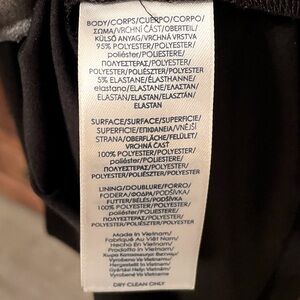 BODY/CORPS/CUERPO/CORPO/
ΣΩΜΑ/VRCHNÍ ČÁST/OBERTEIL/
KÜLSŐ ANYAG/VRCHNÁ VRSTVA
95% POLYESTER/POLYESTER/
poliéster/POLIESTERE/
ΠΟΛΥΕΣΤΕΡΑΣ/POLYESTER/
POLYESTER/POLIÉSZTER/POLYESTER
5% ELASTANE/ÉLASTHANNE/
elastano/ELASTANE/ΕΛΑΣΤΑΝ/
ELASTAN/ELASTAN/ELASZTÁN/
ELASTAN
SURFACE/SURFACE/SUPERFICIE/
SUPERFICIE/ΕΠΙΦΑΝΕΙΑ/VNĚJŠÍ
STRANA/OBERFLÄCHE/FELÜLET/
VRCHNÁ ČASŤ
100% POLYESTER/POLYESTER/
poliéster/POLIESTERE/
ΠΟΛΥΕΣΤΕΡΑΣ/POLYESTER/
POLYESTER/POLIÉSZTER/POLYESTER
LINING/DOUBLURE/FORRO/
FODERA/ΦΟΔΡΑ/PODŠÍVKA/
FUTTER/BÉLÉS/PODŠÍVKA
100% POLYESTER/POLYESTER/
poliéster/POLIESTERE/
ΠΟΛΥΕΣΤΕΡΑΣ/POLYESTER/
POLYESTER/POLIÉSZTER/POLYESTER
Made In Vietnam/
Fabriqué Au Viêt Nam/
Hecho En Vietnam/
Prodotto In Vietnam/
Vyrobeno Ve Vietnamu/
Hergestellt In Vietnam/
Gyártási Helye Vietnám/
Vyrobené Vo Vietname
DRY CLEAN ONLY